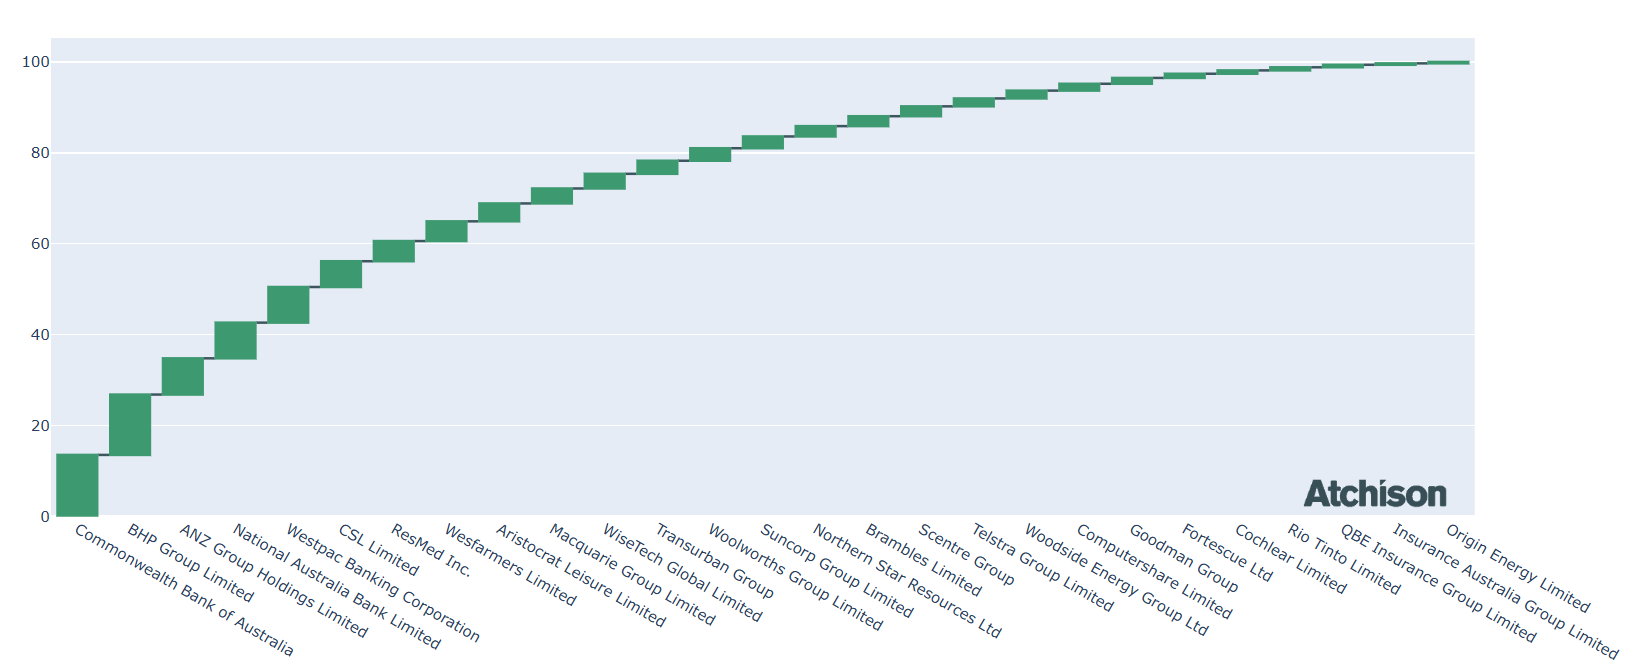 100
80
60
40
20
0
Atchison
Commonwealth Bank of Australia
BHP Group Limited
ANZ Group Holdings Limited
National Australia Bank Limited
Westpac Banking Corporation
CSL Limited
ResMed Inc.
Wesfarmers Limited
Aristocrat Leisure Limited
Macquarie Group Limited
WiseTech Global Limited
Transurban Group
Woolworths Group Limited
Suncorp Group Limited
Northern Star Resources Ltd
Brambles Limited
Scentre Group
Telstra Group Limited
Woodside Energy Group Ltd
Computershare Limited
Goodman Group
Fortescue Ltd
Cochlear Limited
Rio Tinto Limited
QBE Insurance Group Limited
Insurance Australia Group Limited
Origin Energy Limited